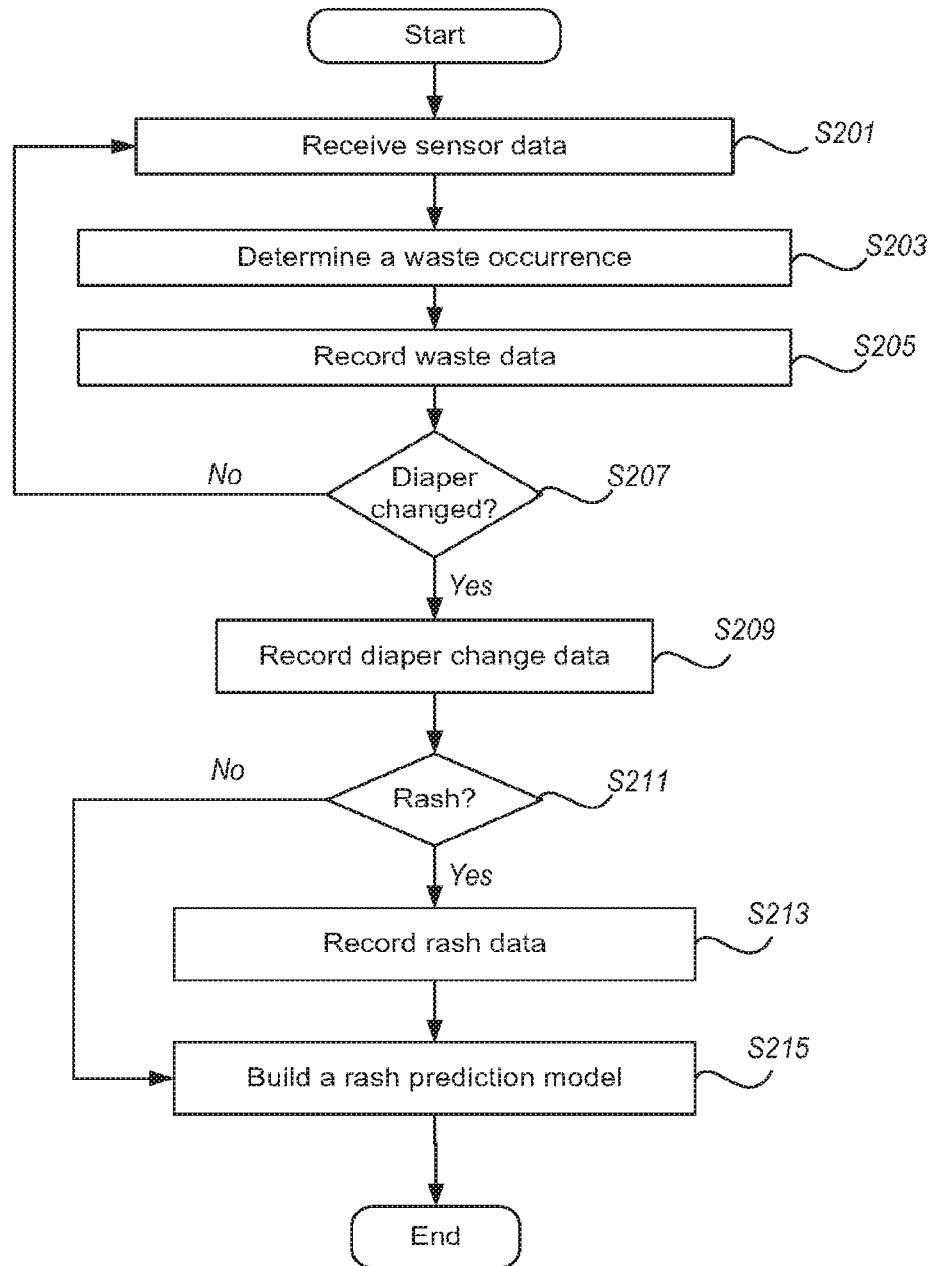 Start
Receive sensor data
S201
Determine a waste occurrence
S203
Record waste data
S205
Diaper
changed?
S207
No
Yes
Record diaper change data
S209
Rash?
S211
No
Yes
Record rash data
S213
Build a rash prediction model
S215
End